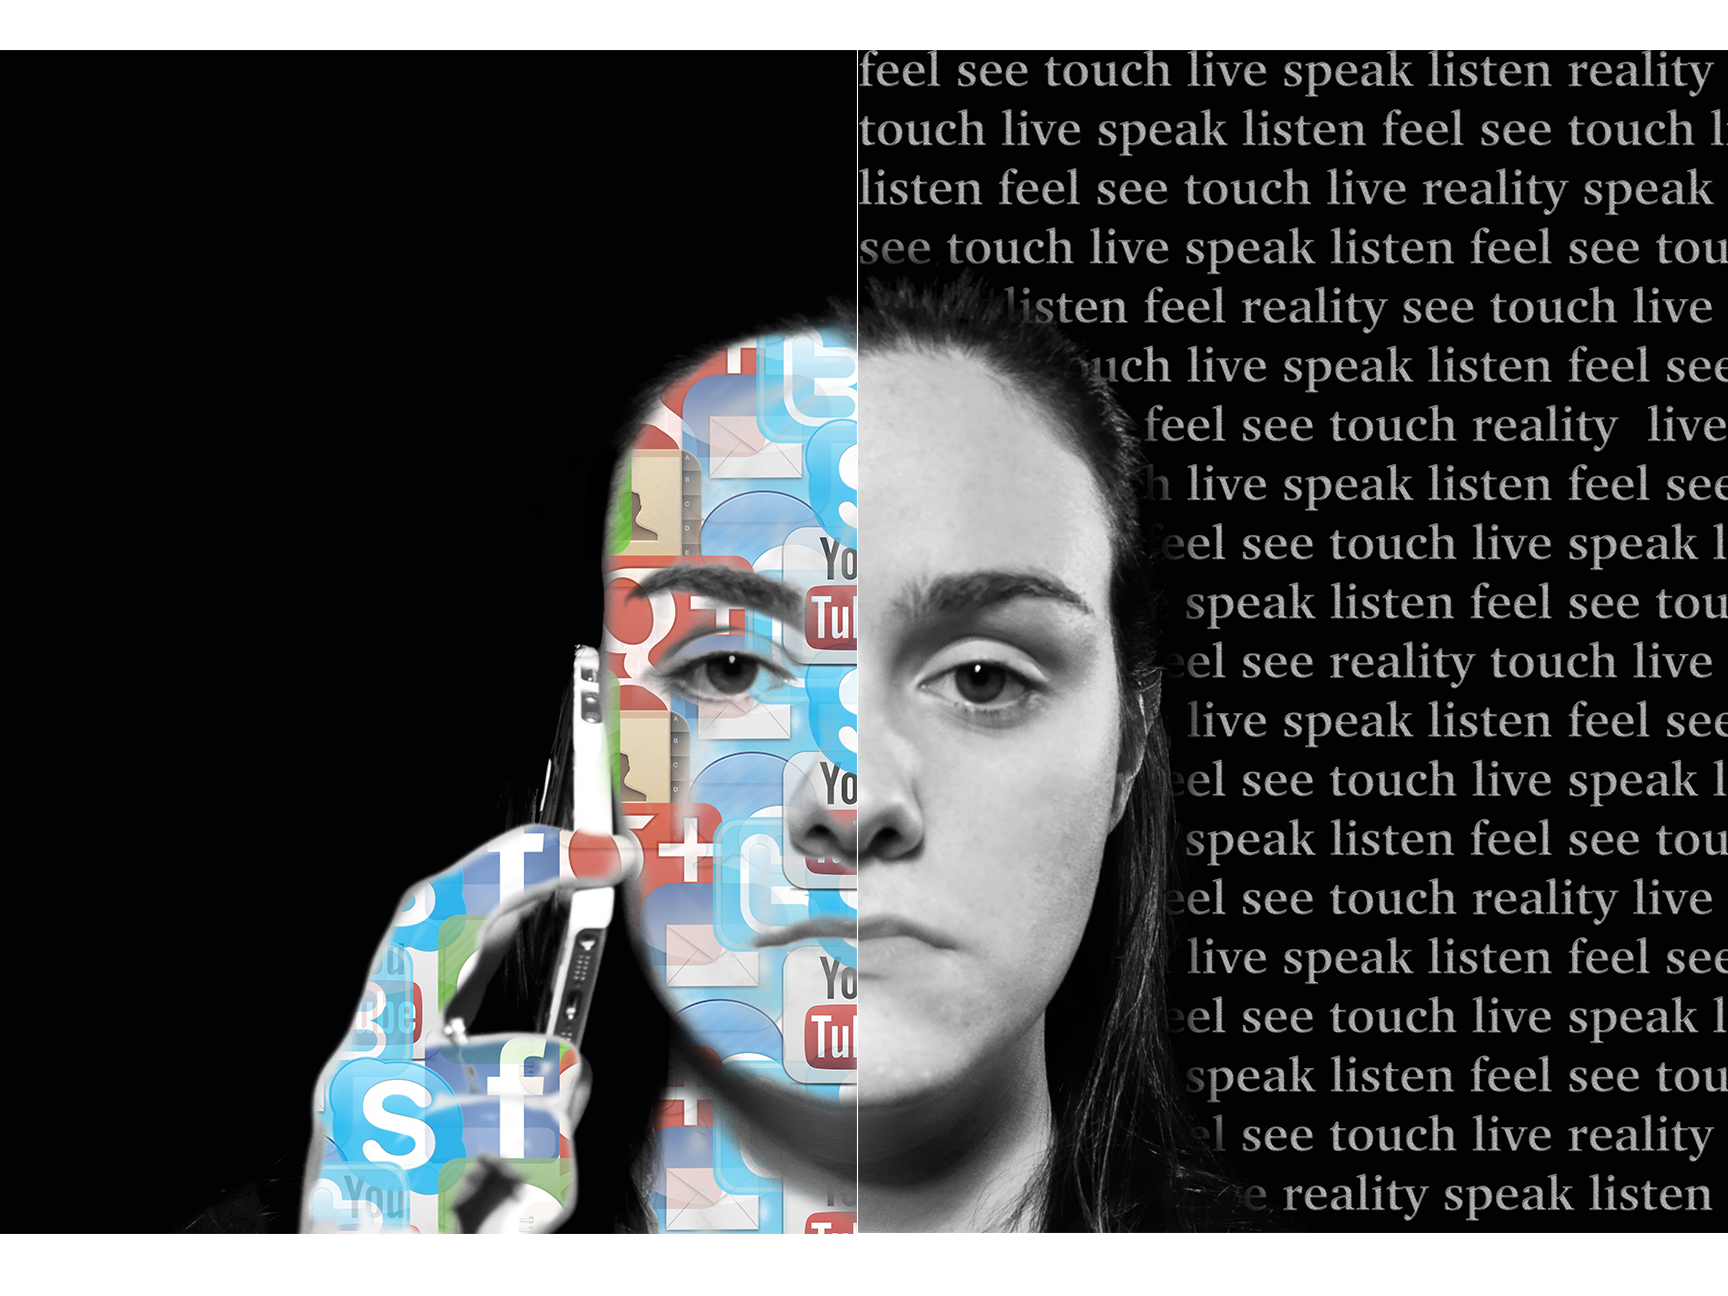 feel see touch live speak listen reality
touch live speak listen feel see touch li
listen feel see touch live reality speak
see touch live speak listen feel see tou
listen feel reality see touch live
uch live speak listen feel see
feel see touch reality live
h live speak listen feel see
eel see touch live speak l
speak listen feel see tou
eel see reality touch live
live speak listen feel see
eel see touch live speak l
speak listen feel see tou
eel see touch reality live
live speak listen feel see
eel see touch live speak l
speak listen feel see tou
el see touch live reality
e reality speak listen
Yo
Tul
Yo
Yo
Tul
You